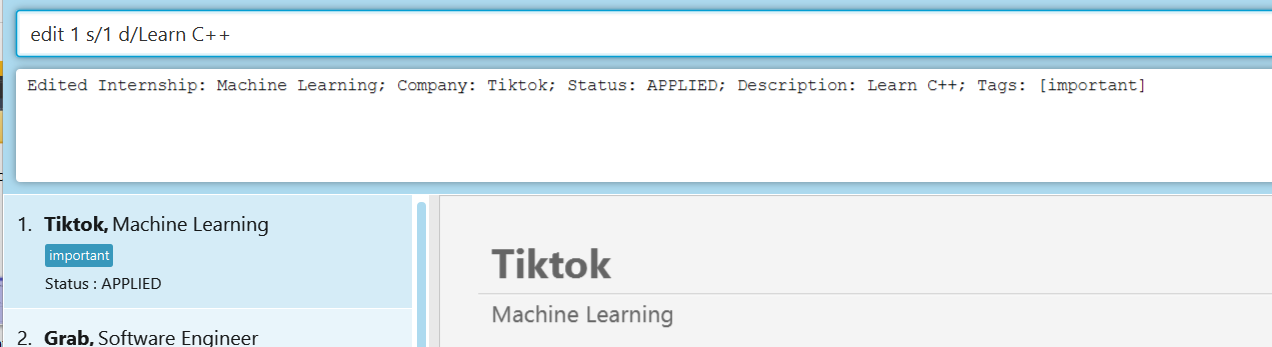 edit 1 s/1 d/Learn C++
Edited Internship: Machine Learning; Company: Tiktok; Status: APPLIED; Description: Learn C++; Tags: [important]
1. Tiktok, Machine Learning
important
Status : APPLIED
2. Grab, Software Engineer
Tiktok
Machine Learning